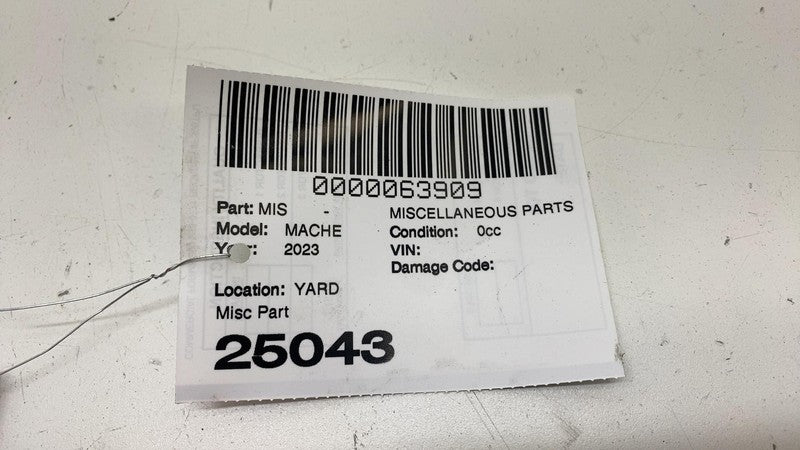 0000063909
Part: MIS - MISCELLANEOUS PARTS
Model: MACHE Condition: 0cc
Year: 2023 VIN:
Damage Code:
Location: YARD
Misc Part
25043